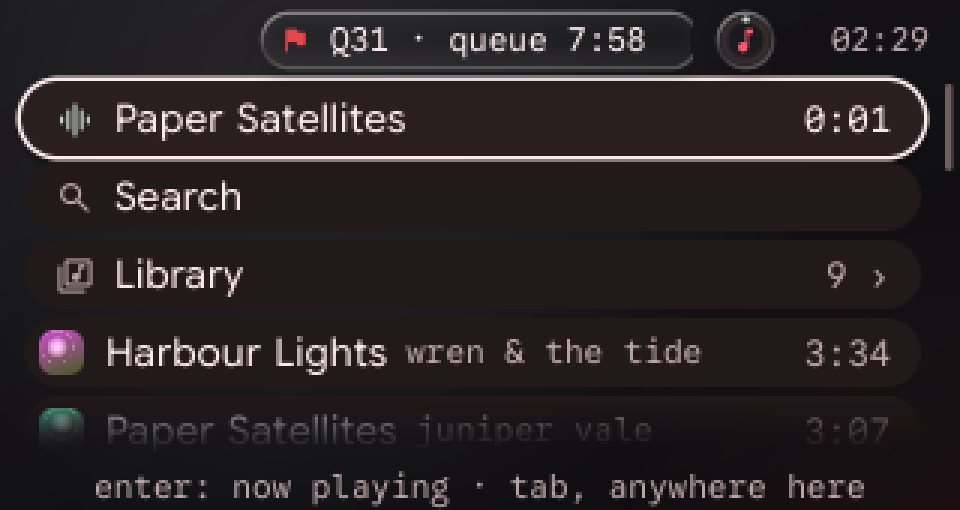 Q31 · queue 7:58
02:29
Paper Satellites 0:01
Search
Library 9 ›
Harbour Lights wren & the tide 3:34
Paper Satellites juniper vale 3:07
enter: now playing · tab, anywhere here